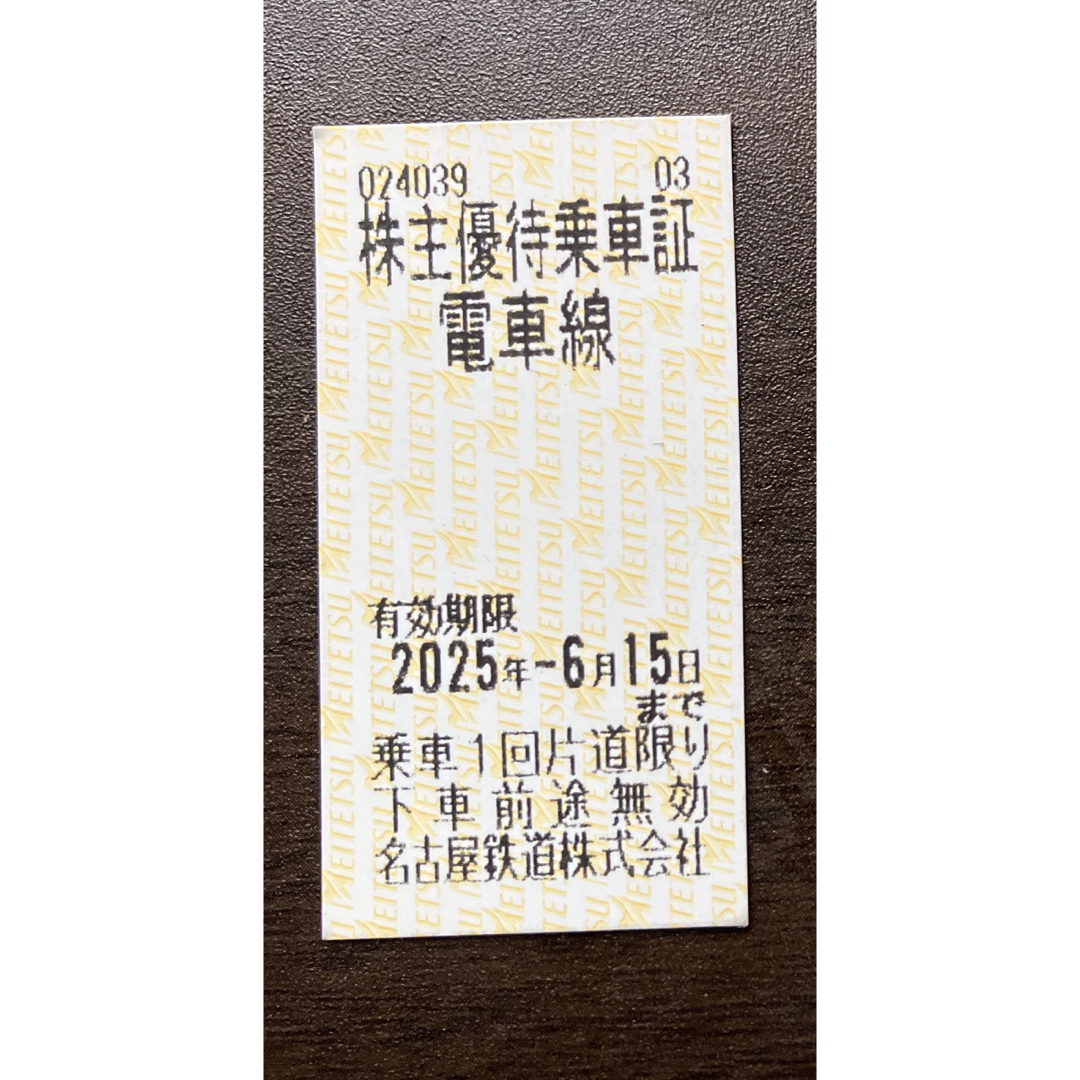 024039 03
株主優待乗車証
電車線
有効期限
2025年-6月15日
まで
乗車1回片道限り
下車前途無効
名古屋鉄道株式会社
MEITETSU